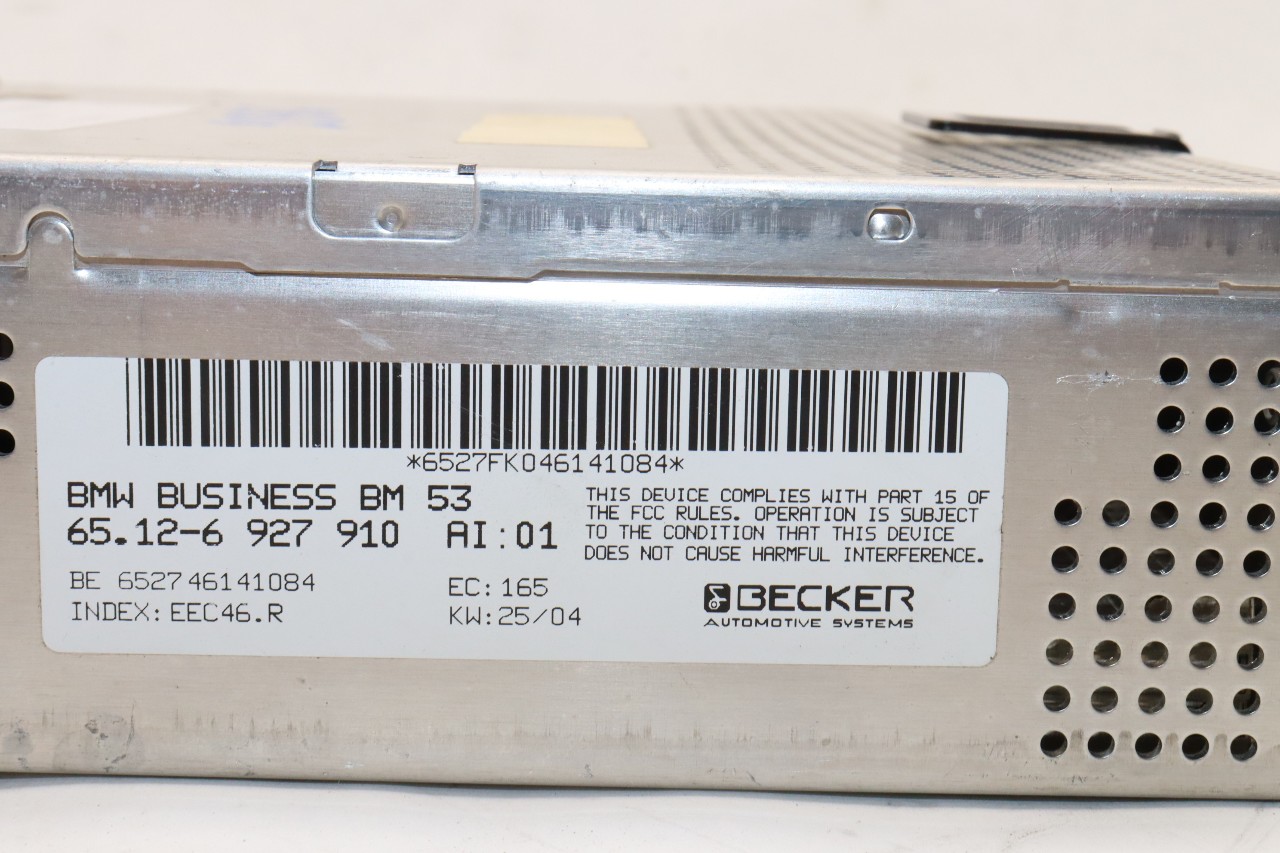 *6527FK046141084*
BMW BUSINESS BM 53
65.12-6 927 910 AI:01
BE 652746141084 EC:165
INDEX:EEC46.R KW:25/04
THIS DEVICE COMPLIES WITH PART 15 OF
THE FCC RULES. OPERATION IS SUBJECT
TO THE CONDITION THAT THIS DEVICE
DOES NOT CAUSE HARMFUL INTERFERENCE.
BECKER
AUTOMOTIVE SYSTEMS